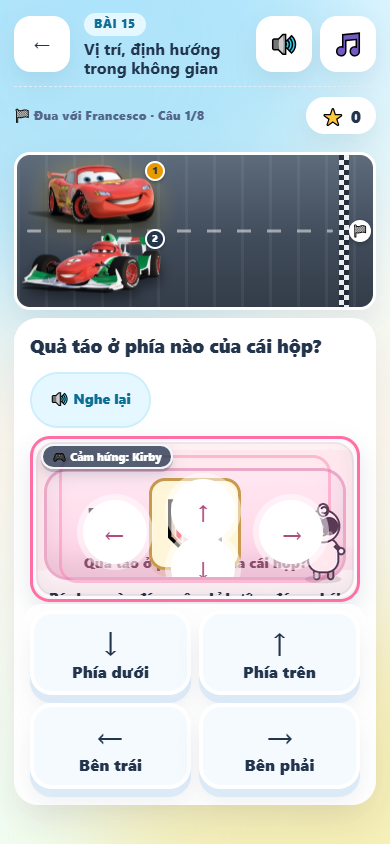 BÀI 15
Vị trí, định hướng
trong không gian
Đua với Francesco · Câu 1/8
0
1
2
Quả táo ở phía nào của cái hộp?
Nghe lại
Cảm hứng: Kirby
Quả táo ở
Phía dưới
Phía trên
Bên trái
Bên phải